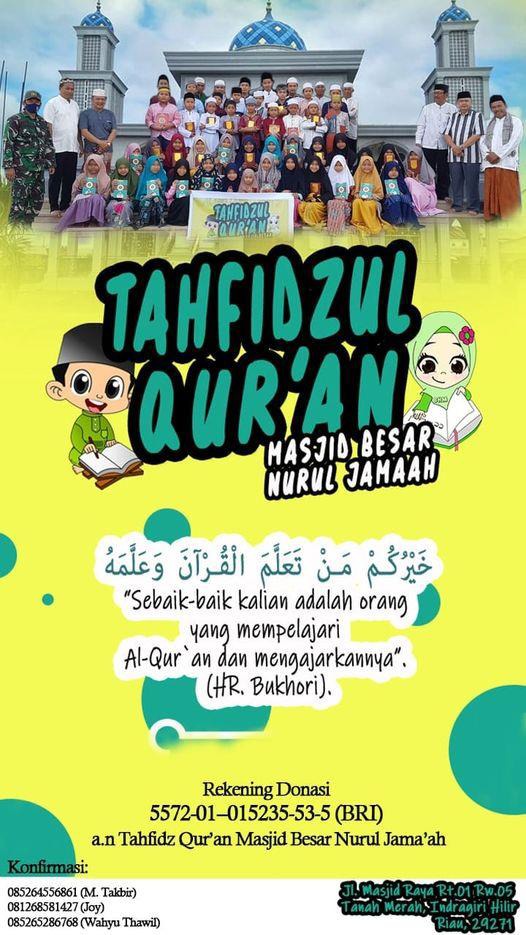 TAHFIDZUL
QUR'AN
TAHFIDZUL
QUR'AN
MASJID BESAR
NURUL JAMAAH
خَيْرُكُمْ مَنْ تَعَلَّمَ الْقُرْآنَ وَعَلَّمَهُ
"Sebaik-baik kalian adalah orang
yang mempelajari
Al-Qur`an dan mengajarkannya".
(HR. Bukhori).
Rekening Donasi
5572-01-015235-53-5 (BRI)
a.n Tahfidz Qur'an Masjid Besar Nurul Jama'ah
Konfirmasi:
085264556861 (M. Takbir)
081268581427 (Joy)
085265286768 (Wahyu Thawil)
Jl. Masjid Raya Rt.01 Rw.05
Tanah Merah, Indragiri Hilir
Riau, 29271